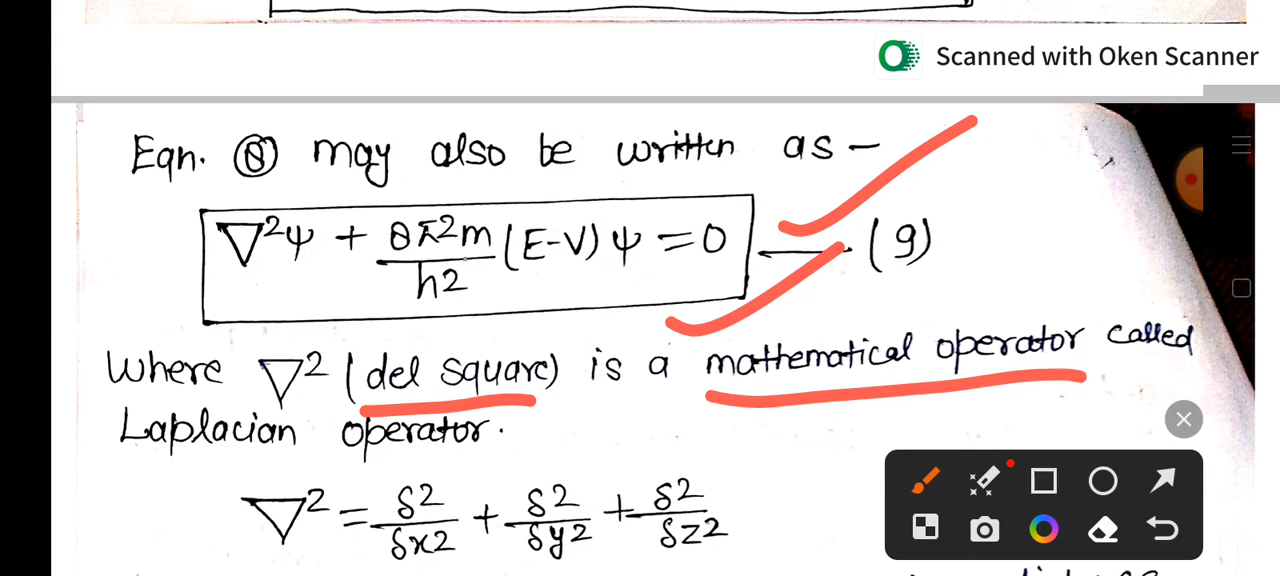 Scanned with Oken Scanner
Eqn. ⑧ may also be written as -
∇²ψ + 8π²m/h2 (E-V) ψ = 0 — (9)
Where ∇² (del square) is a mathematical operator called
Laplacian operator.
∇² = δ2/δx2 + δ2/δy2 + δ2/δz2